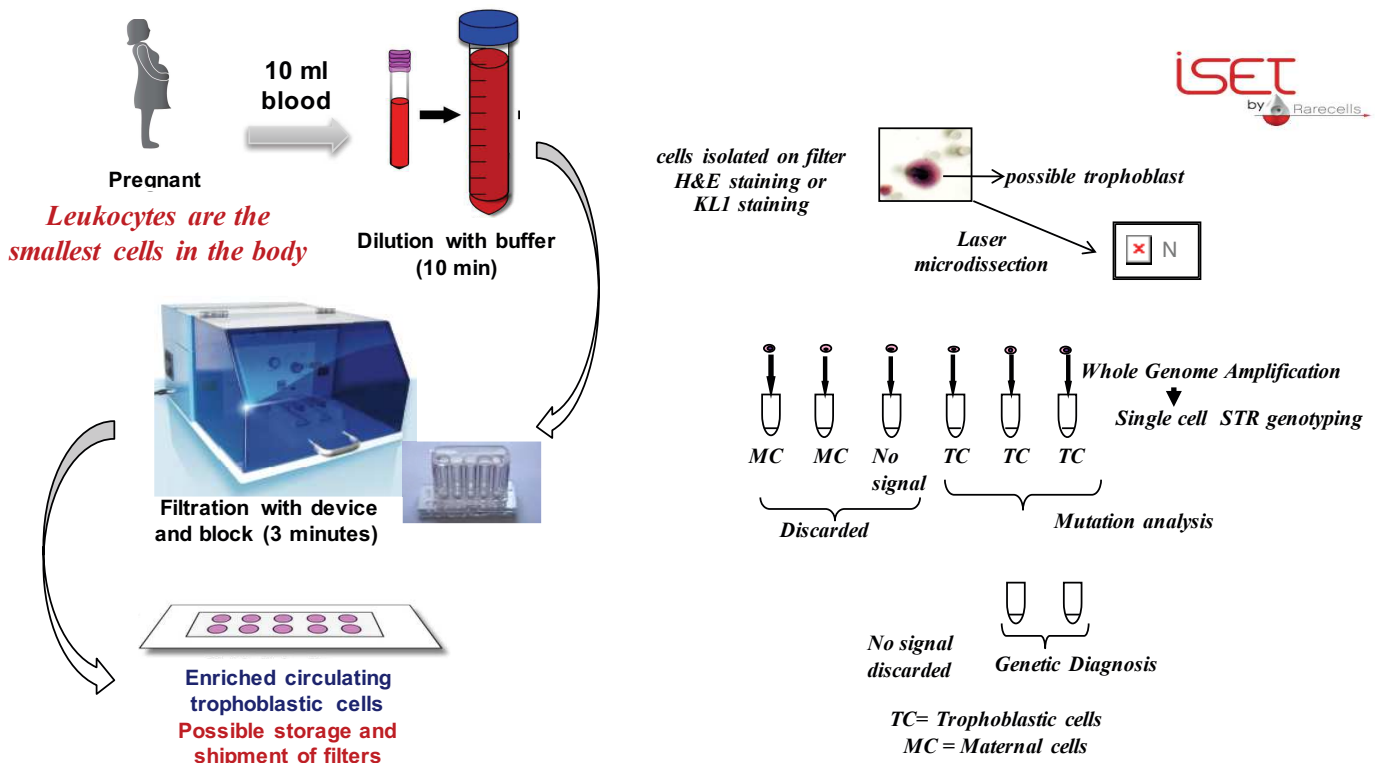 10 ml
blood
Pregnant
Leukocytes are the
smallest cells in the body
Dilution with buffer
(10 min)
Filtration with device
and block (3 minutes)
Enriched circulating
trophoblastic cells
Possible storage and
shipment of filters
iSET
by Rarecells
cells isolated on filter
H&E staining or
KL1 staining
possible trophoblast
Laser
microdissection
N
Whole Genome Amplification
Single cell STR genotyping
MC MC No signal TC TC TC
Discarded
Mutation analysis
No signal
discarded
Genetic Diagnosis
TC= Trophoblastic cells
MC = Maternal cells